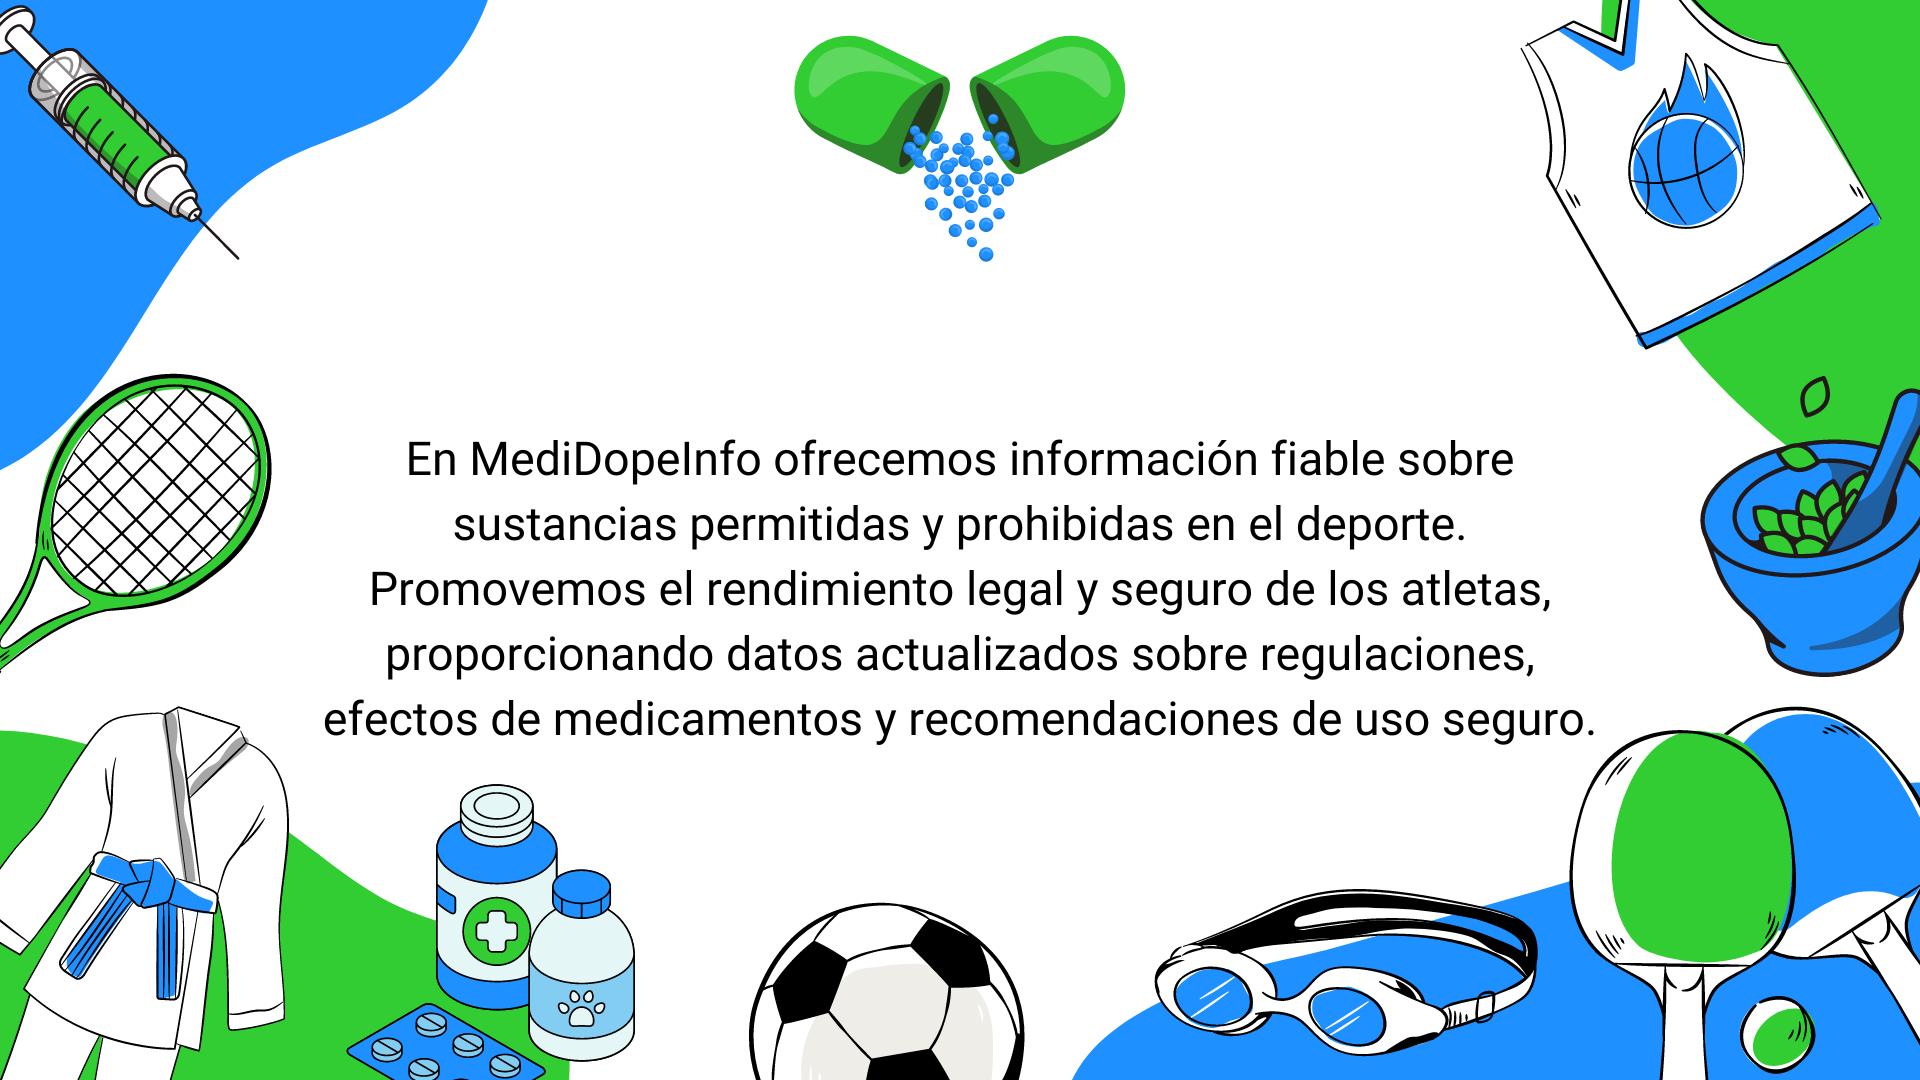 En MediDopeInfo ofrecemos información fiable sobre
sustancias permitidas y prohibidas en el deporte.
Promovemos el rendimiento legal y seguro de los atletas,
proporcionando datos actualizados sobre regulaciones,
efectos de medicamentos y recomendaciones de uso seguro.